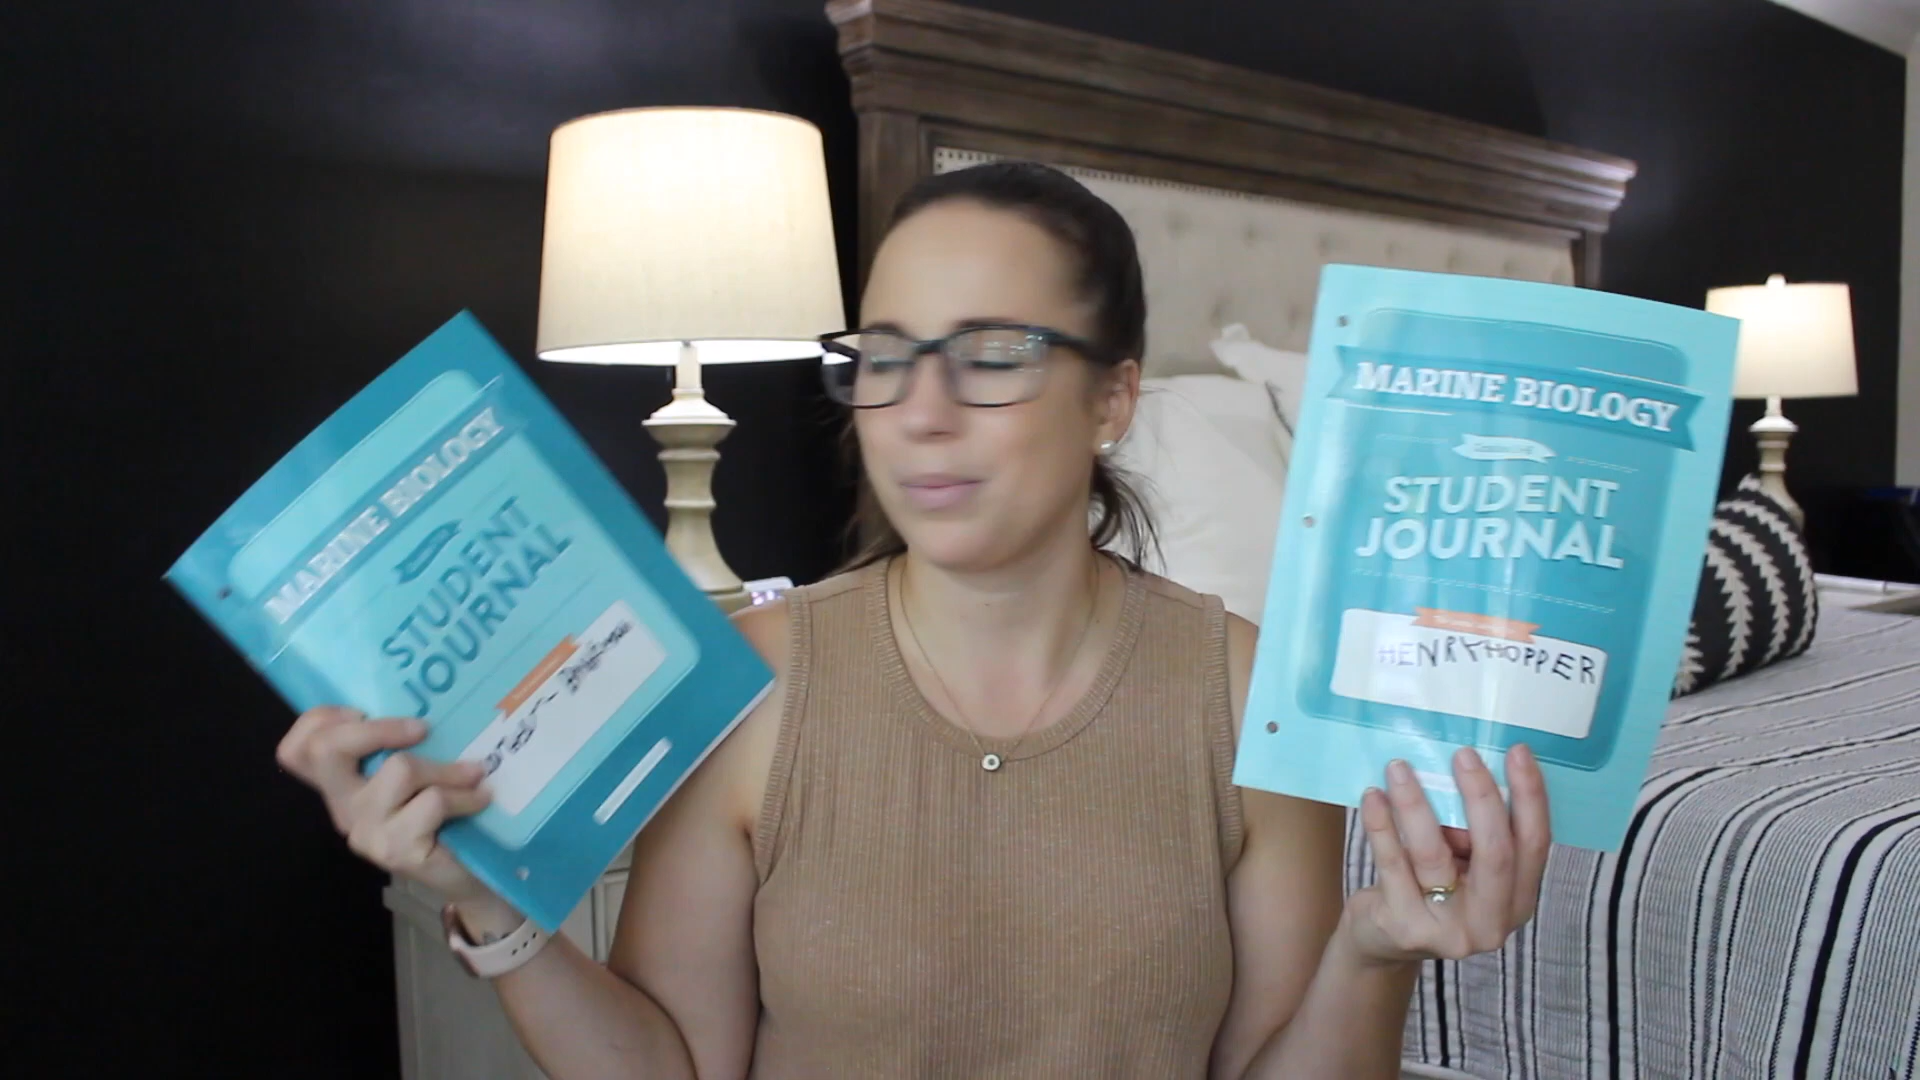 MARINE BIOLOGY
STUDENT
JOURNAL
MARINE BIOLOGY
STUDENT
JOURNAL
HENRYHOPPER